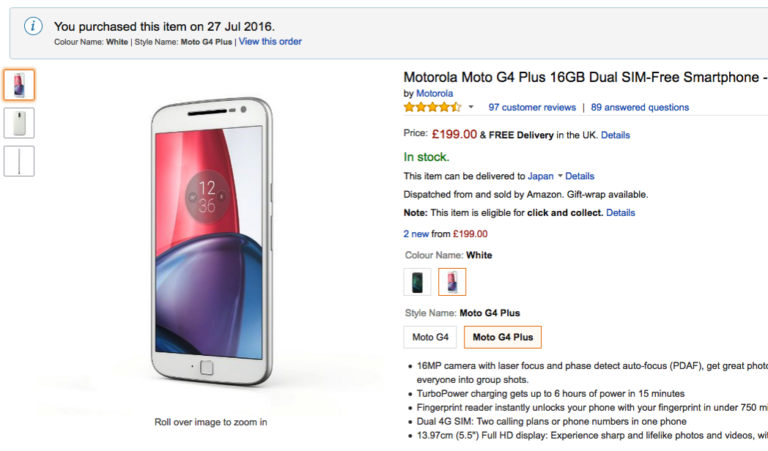 You purchased this item on 27 Jul 2016.
Colour Name: White | Style Name: Moto G4 Plus | View this order
Motorola Moto G4 Plus 16GB Dual SIM-Free Smartphone -
by Motorola
97 customer reviews | 89 answered questions
Price: £199.00 & FREE Delivery in the UK. Details
In stock.
This item can be delivered to Japan Details
Dispatched from and sold by Amazon. Gift-wrap available.
Note: This item is eligible for click and collect. Details
2 new from £199.00
Colour Name: White
Style Name: Moto G4 Plus
Moto G4 Moto G4 Plus
• 16MP camera with laser focus and phase detect auto-focus (PDAF), get great photo
everyone into group shots.
• TurboPower charging gets up to 6 hours of power in 15 minutes
• Fingerprint reader instantly unlocks your phone with your fingerprint in under 750 mi
• Dual 4G SIM: Two calling plans or phone numbers in one phone
• 13.97cm (5.5") Full HD display: Experience sharp and lifelike photos and videos, wi
12
36
Roll over image to zoom in